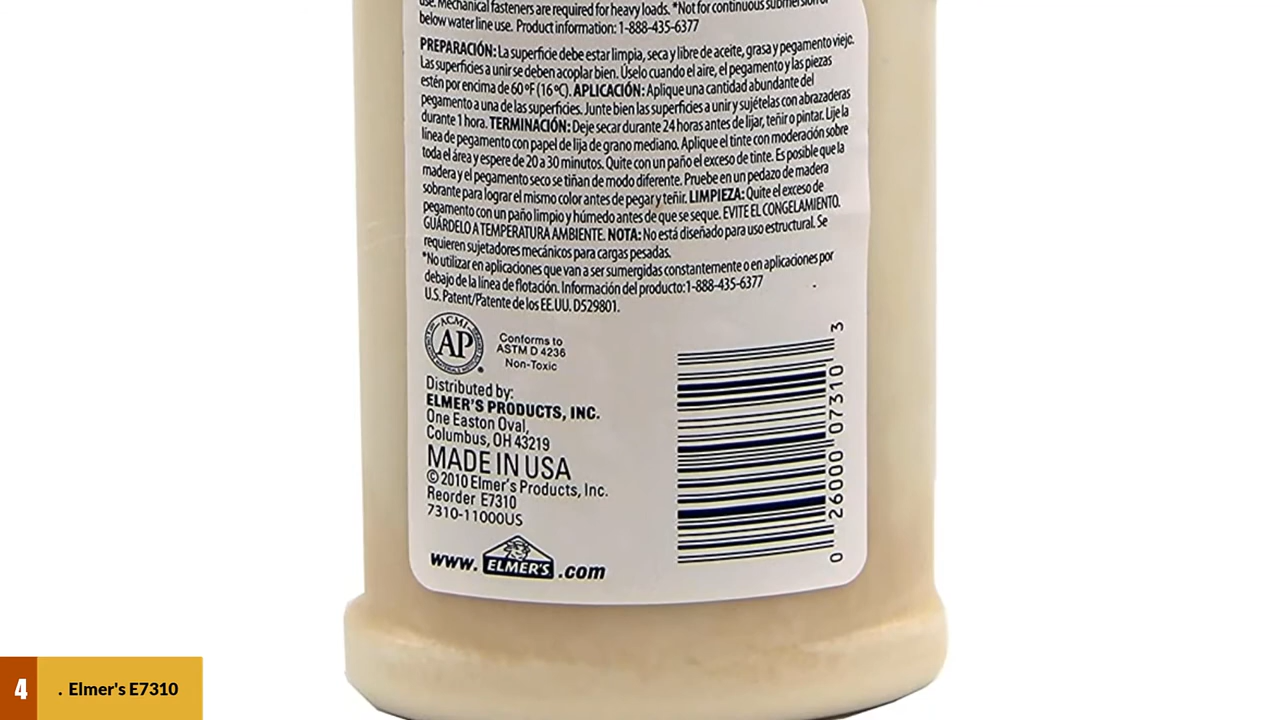 use. Mechanical fasteners are required for heavy loads. *Not for continuous submersion or
below water line use. Product information: 1-888-435-6377
PREPARACIÓN: La superficie debe estar limpia, seca y libre de aceite, grasa y pegamento viejo.
Las superficies a unir se deben acoplar bien. Úselo cuando el aire, el pegamento y las piezas
estén por encima de 60 ºF (16 ºC). APLICACIÓN: Aplique una cantidad abundante del
pegamento a una de las superficies. Junte bien las superficies a unir y sujételas con abrazaderas
durante 1 hora. TERMINACIÓN: Deje secar durante 24 horas antes de lijar, teñir o pintar. Lije la
línea de pegamento con papel de lija de grano mediano. Aplique el tinte con moderación sobre
toda el área y espere de 20 a 30 minutos. Quite con un paño el exceso de tinte. Es posible que la
madera y el pegamento seco se tiñan de modo diferente. Pruebe en un pedazo de madera
sobrante para lograr el mismo color antes de pegar y teñir. LIMPIEZA: Quite el exceso de
pegamento con un paño limpio y húmedo antes de que se seque. EVITE EL CONGELAMIENTO.
GUÁRDELO A TEMPERATURA AMBIENTE. NOTA: No está diseñado para uso estructural. Se
requieren sujetadores mecánicos para cargas pesadas.
*No utilizar en aplicaciones que van a ser sumergidas constantemente o en aplicaciones por
debajo de la línea de flotación. Información del producto:1-888-435-6377
U.S. Patent/Patente de los EE.UU. D529801.
ACMI
AP
Conforms to
ASTM D 4236
Non-Toxic
Distributed by:
ELMER'S PRODUCTS, INC.
One Easton Oval,
Columbus, OH 43219
MADE IN USA
© 2010 Elmer's Products, Inc.
Reorder E7310
7310-11000US
www. ELMER'S .com
0 26000 07310 3
4 . Elmer's E7310